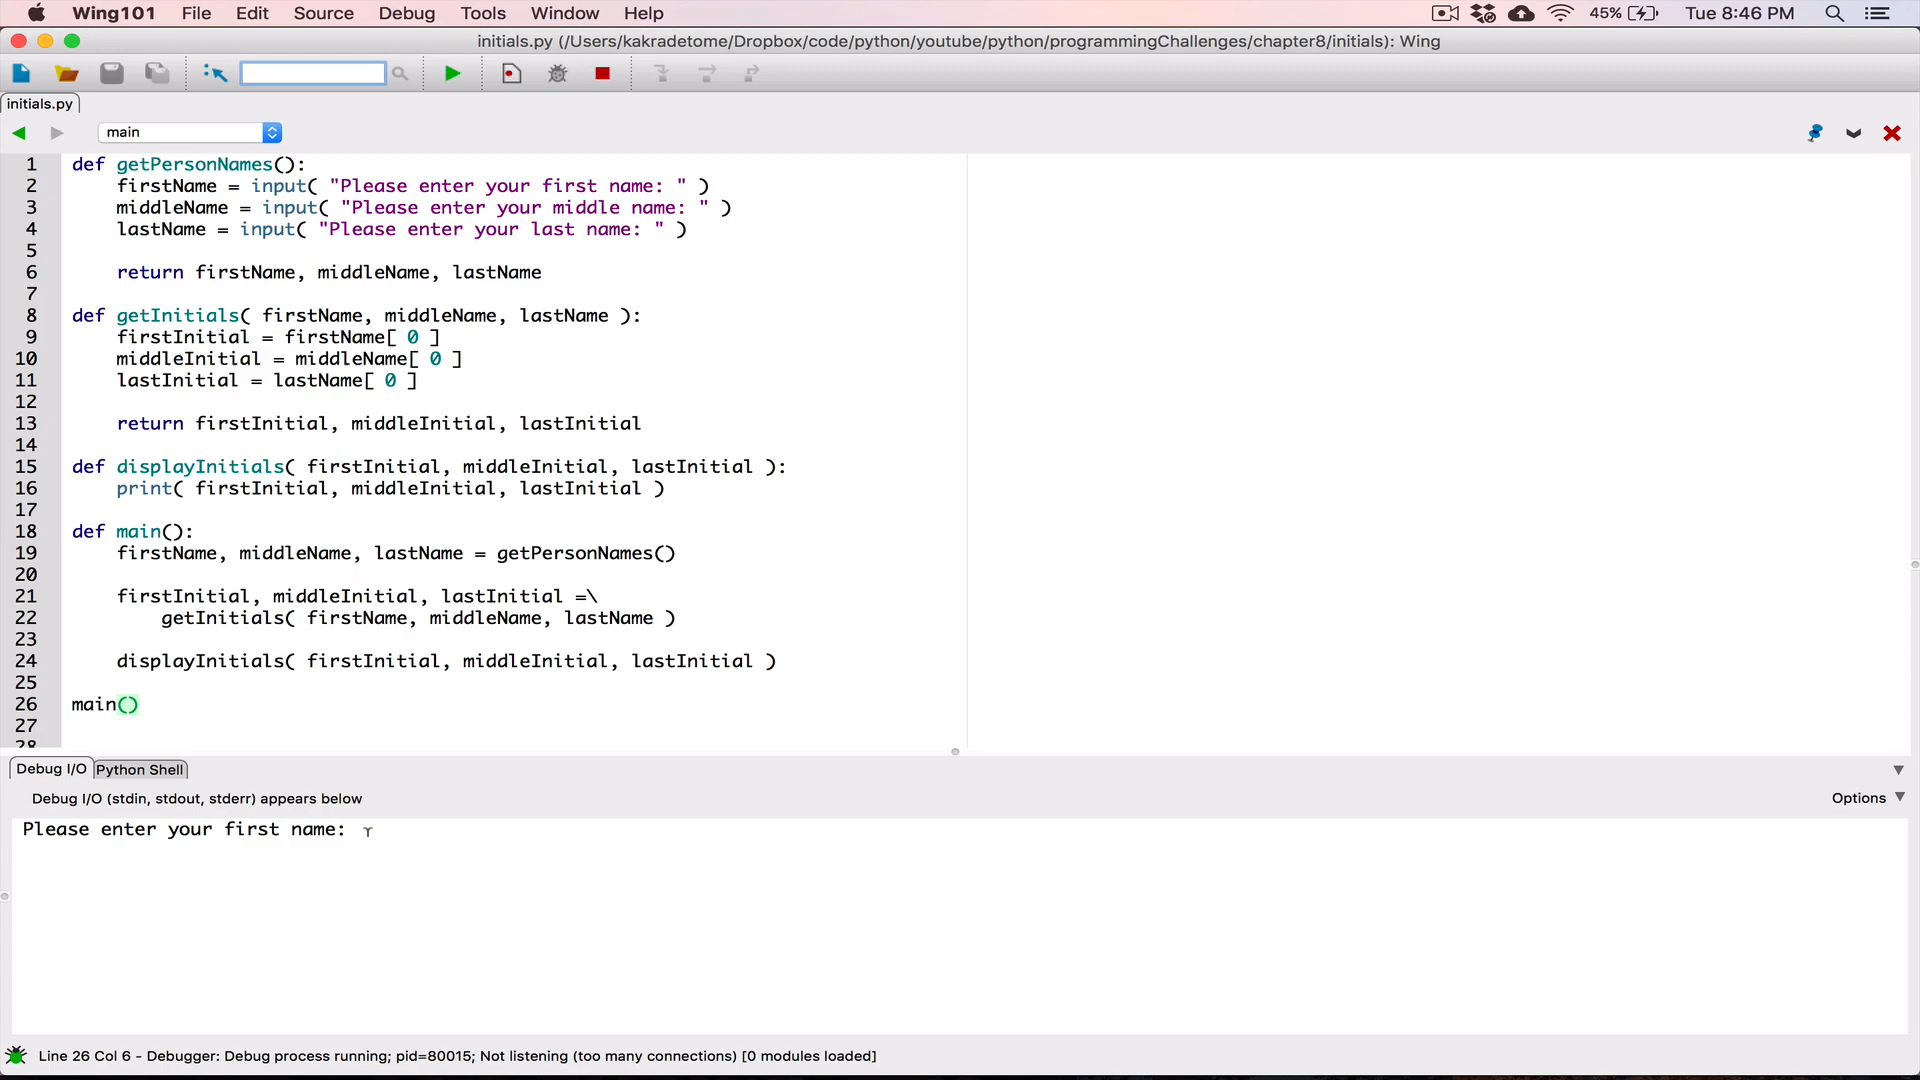 Wing101 File Edit Source Debug Tools Window Help 45% Tue 8:46 PM
initials.py (/Users/kakradetome/Dropbox/code/python/youtube/python/programmingChallenges/chapter8/initials): Wing
initials.py
main
1 def getPersonNames():
2 firstName = input( "Please enter your first name: " )
3 middleName = input( "Please enter your middle name: " )
4 lastName = input( "Please enter your last name: " )
5
6 return firstName, middleName, lastName
7
8 def getInitials( firstName, middleName, lastName ):
9 firstInitial = firstName[ 0 ]
10 middleInitial = middleName[ 0 ]
11 lastInitial = lastName[ 0 ]
12
13 return firstInitial, middleInitial, lastInitial
14
15 def displayInitials( firstInitial, middleInitial, lastInitial ):
16 print( firstInitial, middleInitial, lastInitial )
17
18 def main():
19 firstName, middleName, lastName = getPersonNames()
20
21 firstInitial, middleInitial, lastInitial =\
22 getInitials( firstName, middleName, lastName )
23
24 displayInitials( firstInitial, middleInitial, lastInitial )
25
26 main()
27
28
Debug I/O Python Shell
Debug I/O (stdin, stdout, stderr) appears below Options
Please enter your first name:
Line 26 Col 6 - Debugger: Debug process running; pid=80015; Not listening (too many connections) [0 modules loaded]